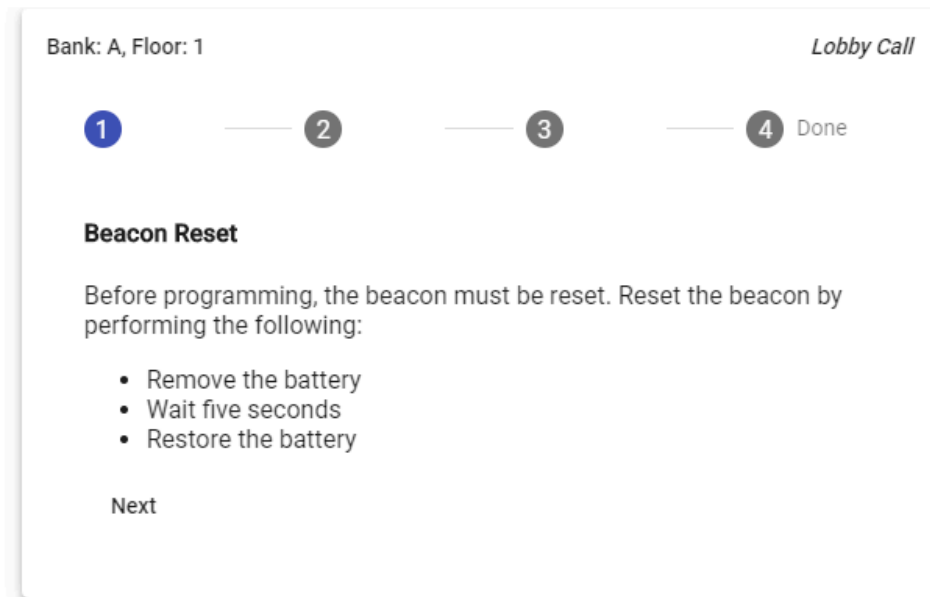 Bank: A, Floor: 1
Lobby Call
1
2
3
4 Done
Beacon Reset
Before programming, the beacon must be reset. Reset the beacon by
performing the following:
• Remove the battery
• Wait five seconds
• Restore the battery
Next